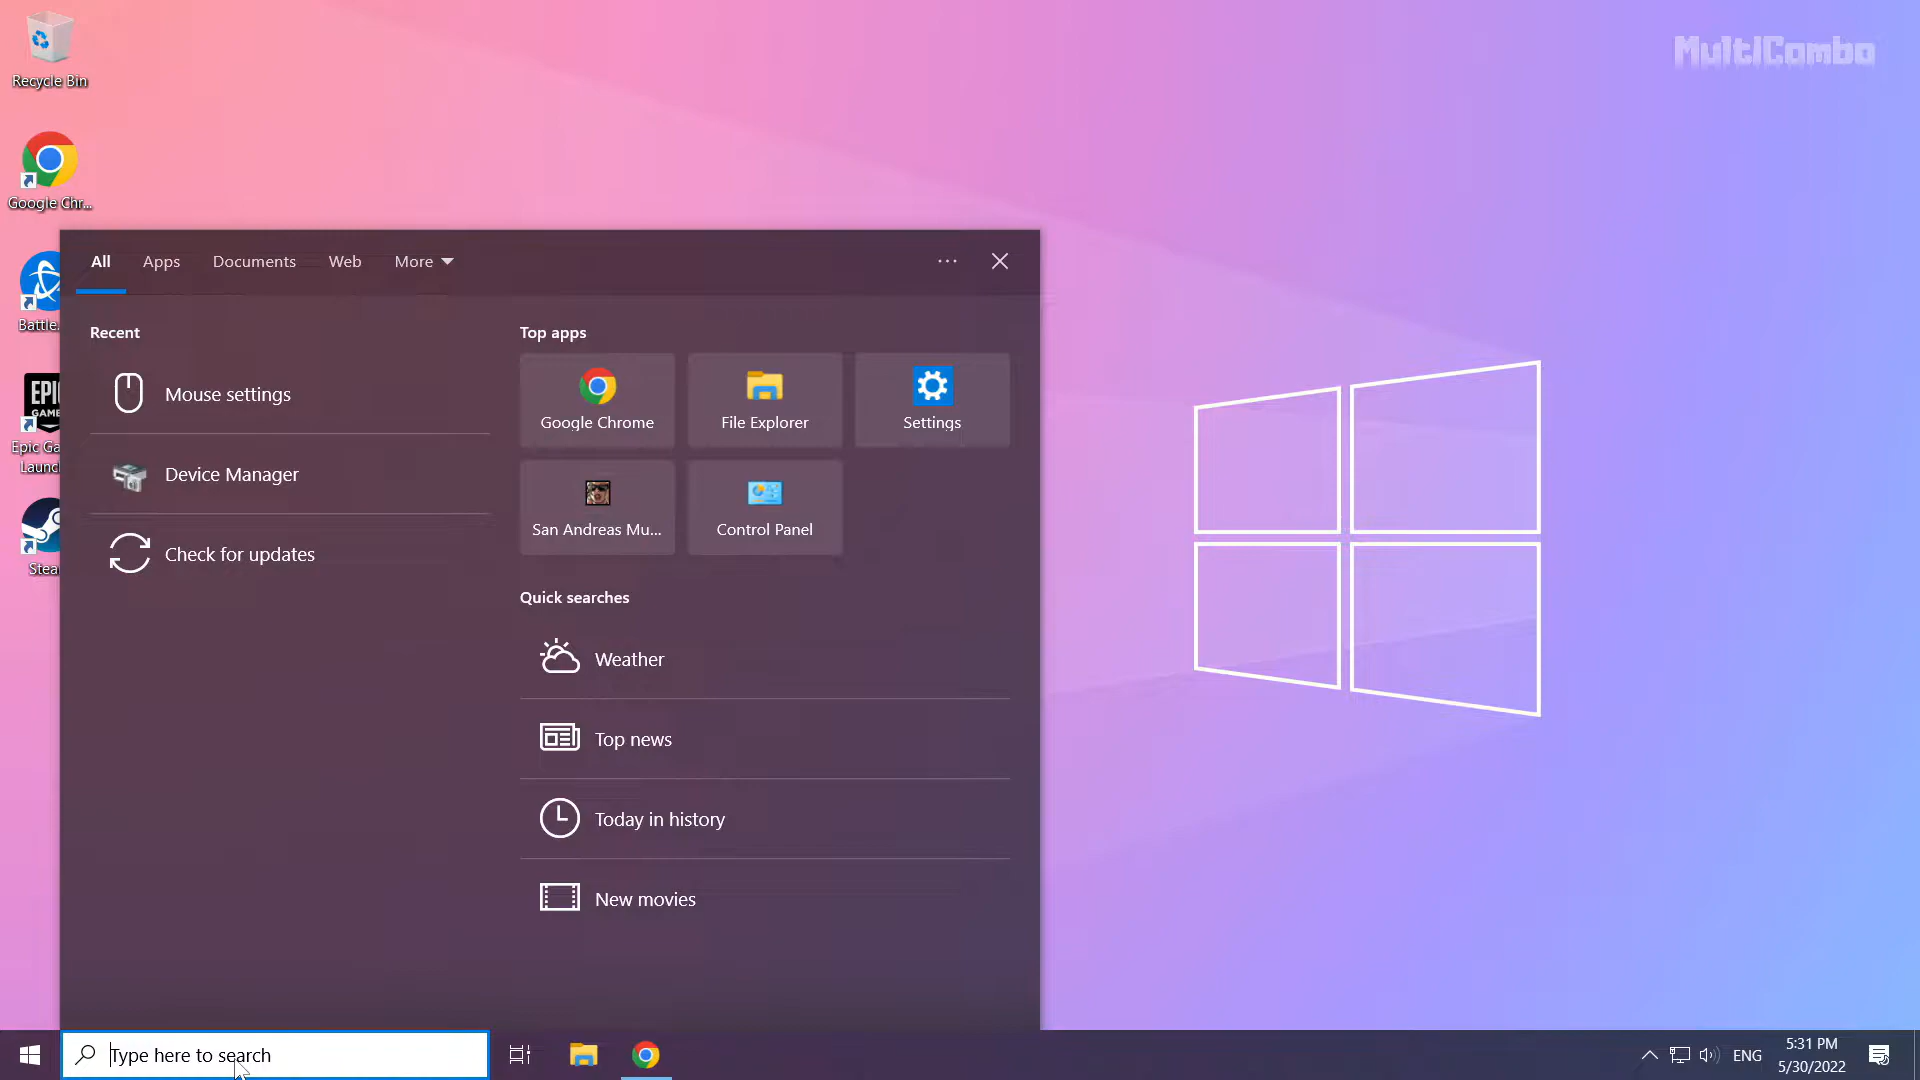 Recycle Bin
MultiCombo
Google Chr...
Battle.
EPIC
GAME
Epic Ga
Launc
Stea
All
Apps
Documents
Web
More
Recent
Mouse settings
Device Manager
Check for updates
Top apps
Google Chrome
File Explorer
Settings
San Andreas Mu...
Control Panel
Quick searches
Weather
Top news
Today in history
New movies
Type here to search
ENG
5:31 PM
5/30/2022